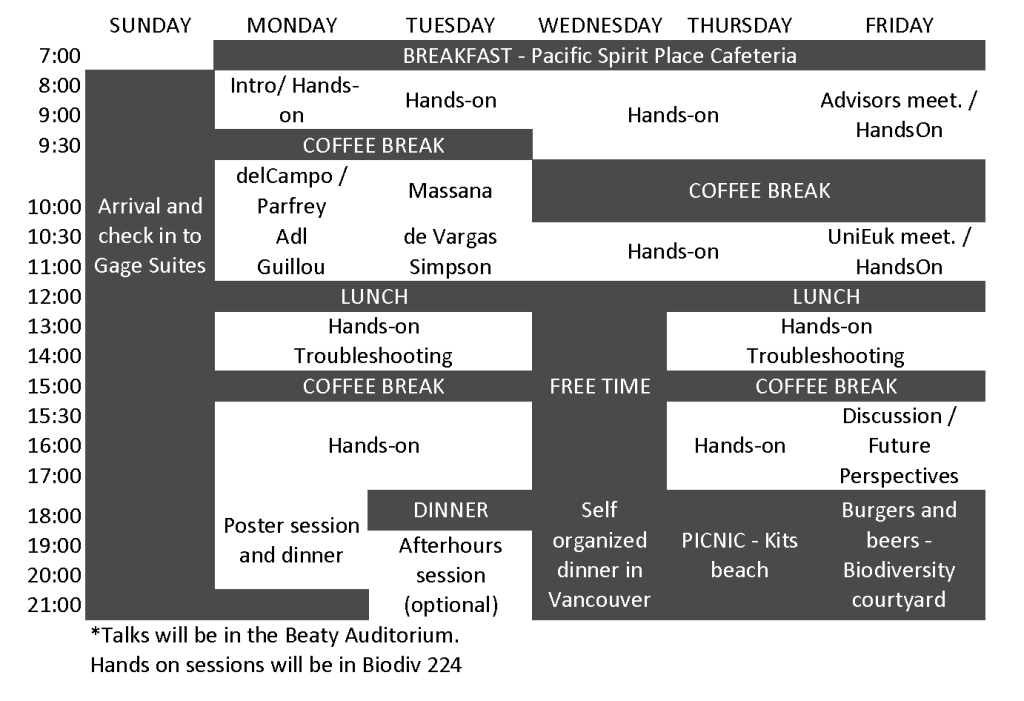 SUNDAY MONDAY TUESDAY WEDNESDAY THURSDAY FRIDAY
7:00 BREAKFAST - Pacific Spirit Place Cafeteria
8:00 Intro/ Hands-
on Hands-on Hands-on Advisors meet. /
HandsOn
9:00
9:30 COFFEE BREAK
delCampo /
Parfrey Massana COFFEE BREAK
10:00 Arrival and
10:30 check in to Adl de Vargas Hands-on UniEuk meet. /
11:00 Gage Suites Guillou Simpson HandsOn
12:00 LUNCH LUNCH
13:00 Hands-on Hands-on
14:00 Troubleshooting Troubleshooting
15:00 COFFEE BREAK FREE TIME COFFEE BREAK
15:30 Discussion /
16:00 Hands-on Hands-on Future
17:00 Perspectives
18:00 Poster session
and dinner DINNER Self
organized
dinner in
Vancouver PICNIC - Kits
beach Burgers and
beers -
Biodiversity
courtyard
19:00 Afterhours
20:00 session
21:00 (optional)
*Talks will be in the Beaty Auditorium.
Hands on sessions will be in Biodiv 224